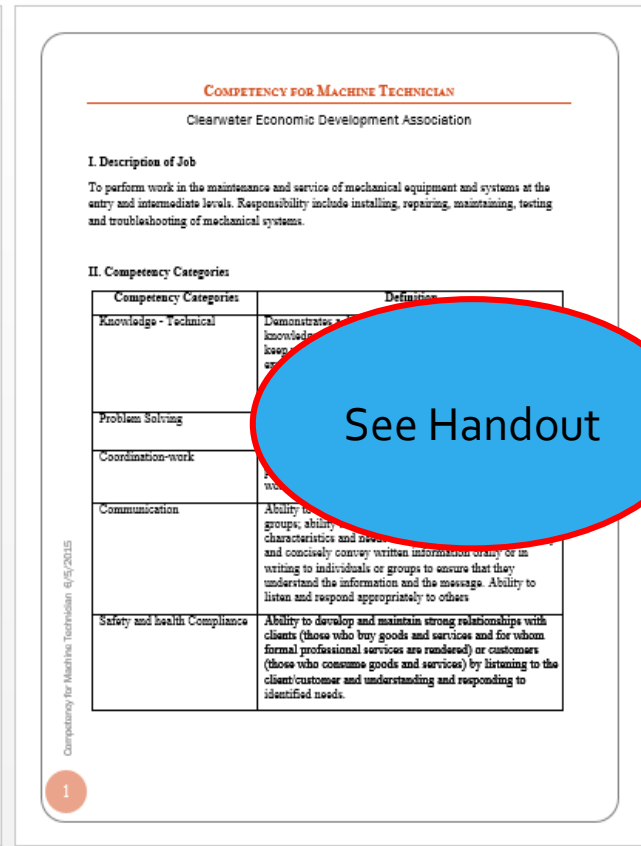 COMPETENCY FOR MACHINE TECHNICIAN
Clearwater Economic Development Association
I. Description of Job
To perform work in the maintenance and service of mechanical equipment and systems at the
entry and intermediate levels. Responsibility include installing, repairing, maintaining, testing
and troubleshooting of mechanical systems.
II. Competency Categories
Competency Categories
Definition
Knowledge - Technical
Demonstrates
knowledge
keep
Problem Solving
See Handout
Coordination-work
Communication
Ability to
groups; ability
characteristics and
and concisely convey written information orally or in
writing to individuals or groups to ensure that they
understand the information and the message. Ability to
listen and respond appropriately to others
Safety and health Compliance
Ability to develop and maintain strong relationships with
clients (those who buy goods and services and for whom
formal professional services are rendered) or customers
(those who consume goods and services) by listening to the
client/customer and understanding and responding to
identified needs.
Competency for Machine Technician 6/5/2015
1